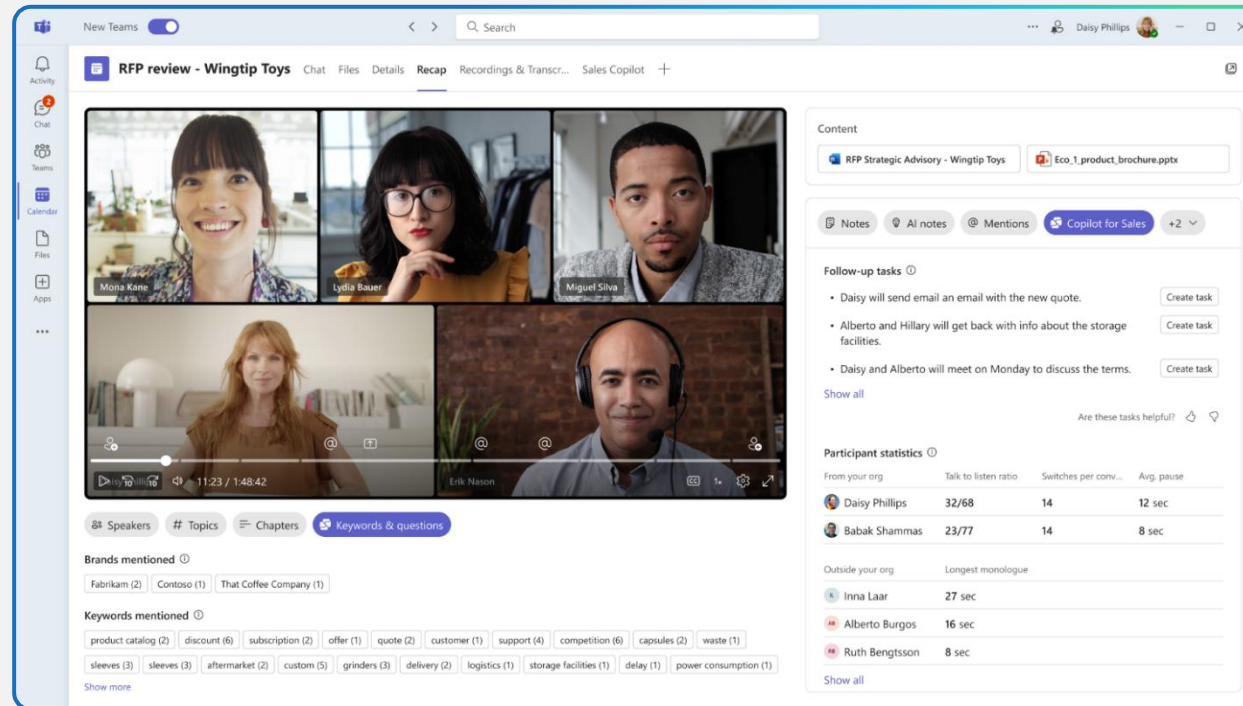 New Teams
Search
Daisy Phillips
Activity
2
Chat
Teams
Calendar
Files
Apps
RFP review - Wingtip Toys
Chat
Files
Details
Recap
Recordings & Transcr...
Sales Copilot
Mona Kane
Lydia Bauer
Miguel Silva
Erik Nason
10
10
11:23 / 1:48:42
CC
1x
Speakers
# Topics
Chapters
Keywords & questions
Brands mentioned
Fabrikam (2)
Contoso (1)
That Coffee Company (1)
Keywords mentioned
product catalog (2)
discount (6)
subscription (2)
offer (1)
quote (2)
customer (1)
support (4)
competition (6)
capsules (2)
waste (1)
sleeves (3)
sleeves (3)
aftermarket (2)
custom (5)
grinders (3)
delivery (2)
logistics (1)
storage facilities (1)
delay (1)
power consumption (1)
Show more
Content
RFP Strategic Advisory - Wingtip Toys
Eco_1_product_brochure.pptx
Notes
AI notes
@ Mentions
Copilot for Sales
+2
Follow-up tasks
• Daisy will send email an email with the new quote.
Create task
• Alberto and Hillary will get back with info about the storage
facilities.
Create task
• Daisy and Alberto will meet on Monday to discuss the terms.
Create task
Show all
Are these tasks helpful?
Participant statistics
From your org
Talk to listen ratio
Switches per conv...
Avg. pause
Daisy Phillips
32/68
14
12 sec
Babak Shammas
23/77
14
8 sec
Outside your org
Longest monologue
Inna Laar
27 sec
AB
Alberto Burgos
16 sec
RB
Ruth Bengtsson
8 sec
Show all